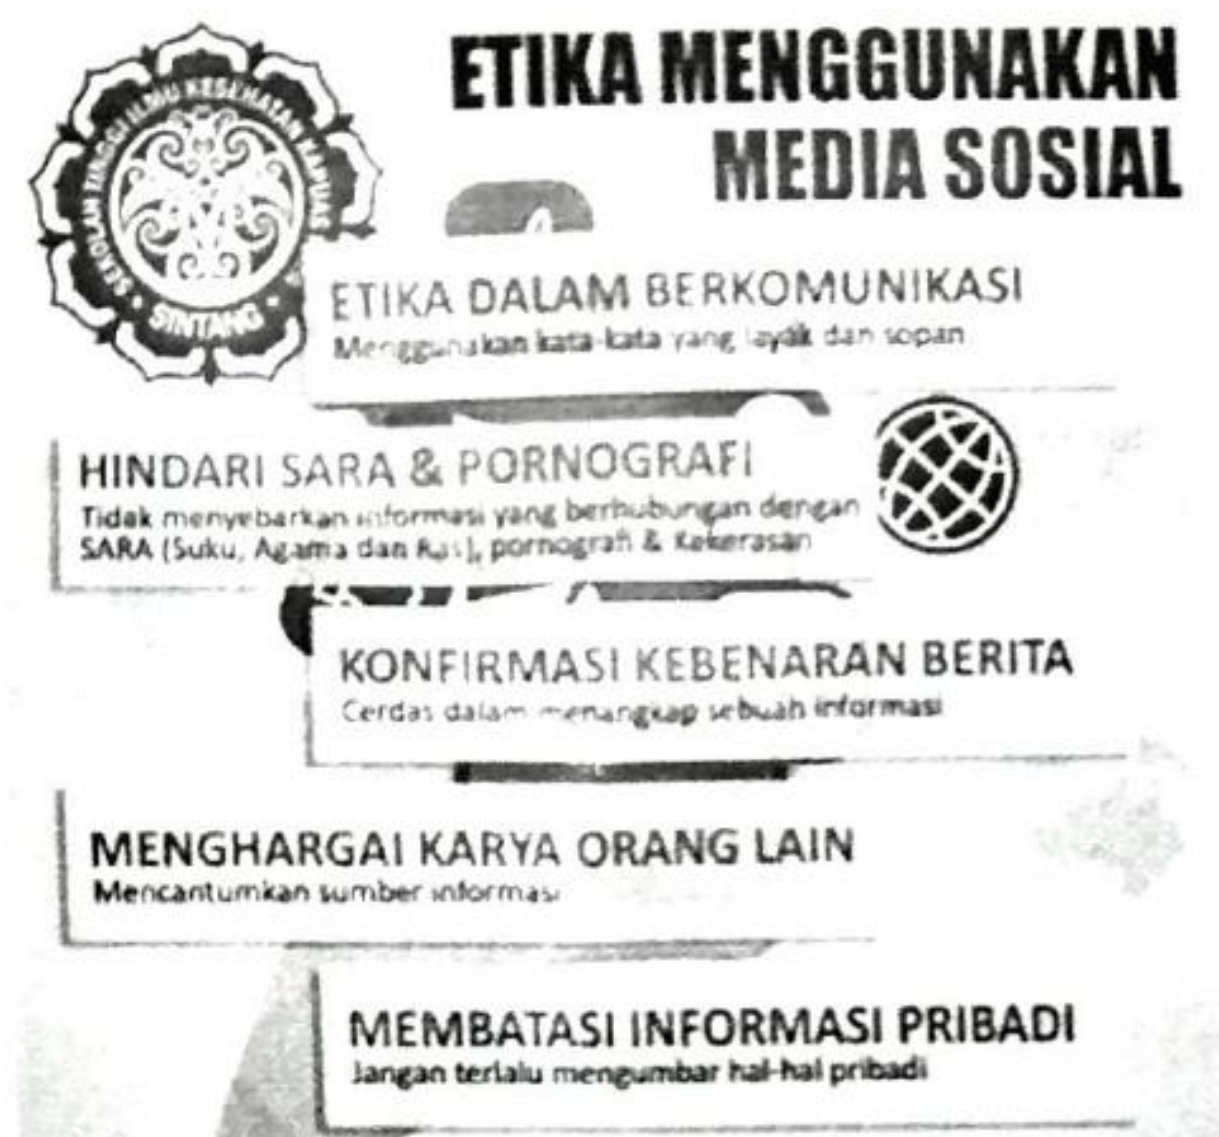 ETIKA MENGGUNAKAN
MEDIA SOSIAL
SEKOLAH TINGGI ILMU KESEHATAN KAPUAS
SINTANG
ETIKA DALAM BERKOMUNIKASI
Menggunakan kata-kata yang layak dan sopan
HINDARI SARA & PORNOGRAFI
Tidak menyebarkan informasi yang berhubungan dengan
SARA (Suku, Agama dan Ras), pornografi & Kekerasan
KONFIRMASI KEBENARAN BERITA
Cerdas dalam menangkap sebuah informasi
MENGHARGAI KARYA ORANG LAIN
Mencantumkan sumber informasi
MEMBATASI INFORMASI PRIBADI
Jangan terlalu mengumbar hal-hal pribadi